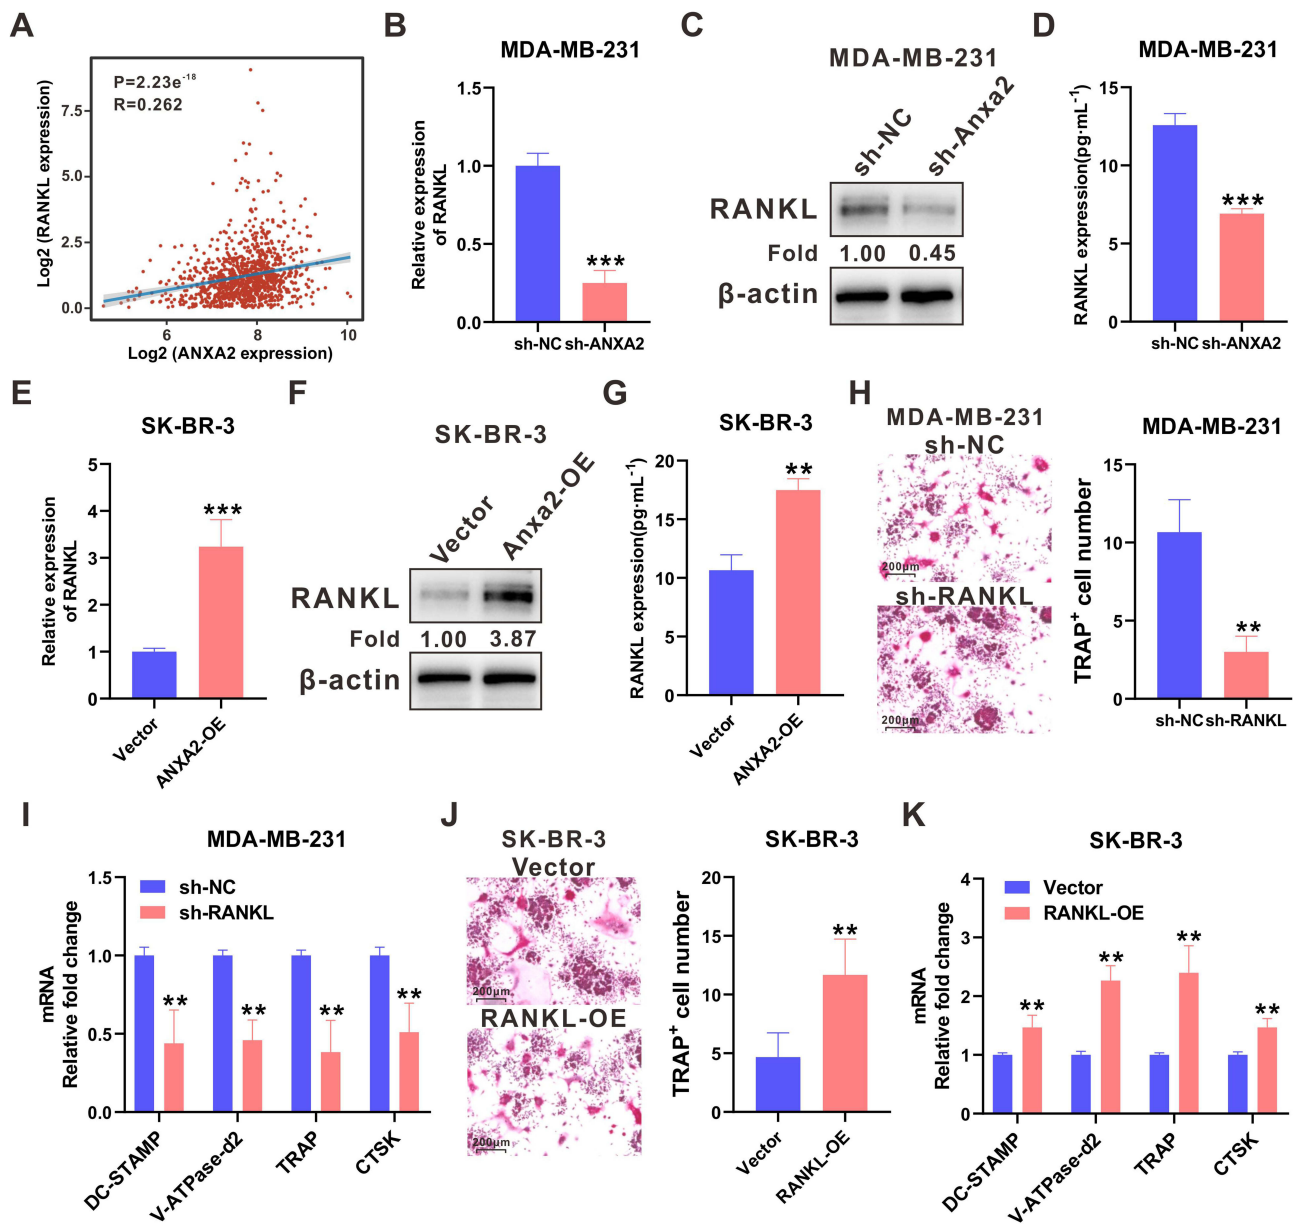 A
P=2.23e-18
R=0.262
7.5
5.0
2.5
0.0
6
8
10
Log2 (RANKL expression)
Log2 (ANXA2 expression)
B
MDA-MB-231
Relative expression
of RANKL
1.5
1.0
0.5
0.0
***
sh-NC sh-ANXA2
C
MDA-MB-231
sh-NC
sh-Anxa2
RANKL
Fold 1.00 0.45
β-actin
D
MDA-MB-231
RANKL expression(pg·mL-1)
15
10
5
0
***
sh-NC sh-ANXA2
E
SK-BR-3
Relative expression
of RANKL
5
4
3
2
1
0
***
Vector
ANXA2-OE
F
SK-BR-3
Vector
Anxa2-OE
RANKL
Fold 1.00 3.87
β-actin
G
SK-BR-3
RANKL expression(pg·mL-1)
20
15
10
5
0
**
Vector
ANXA2-OE
H
MDA-MB-231
sh-NC
200μm
sh-RANKL
200μm
MDA-MB-231
TRAP+ cell number
15
10
5
0
**
sh-NC sh-RANKL
I
MDA-MB-231
mRNA
Relative fold change
1.5
1.0
0.5
0.0
sh-NC
sh-RANKL
** ** ** **
DC-STAMP
V-ATPase-d2
TRAP
CTSK
J
SK-BR-3
Vector
200μm
RANKL-OE
200μm
SK-BR-3
TRAP+ cell number
20
15
10
5
0
**
Vector
RANKL-OE
K
SK-BR-3
mRNA
Relative fold change
4
3
2
1
0
Vector
RANKL-OE
** ** ** **
DC-STAMP
V-ATPase-d2
TRAP
CTSK